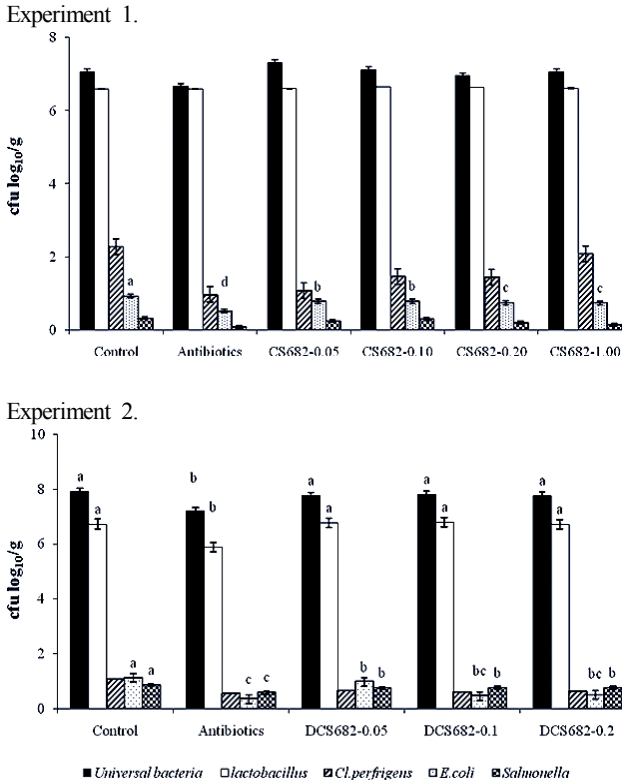 Experiment 1.
8
6
4
2
0
cfu log10/g
a
d
b
b
c
c
Control
Antibiotics
CS682-0.05
CS682-0.10
CS682-0.20
CS682-1.00
Experiment 2.
10
8
6
4
2
0
cfu log10/g
a a a a
b b c c
a a b b
a a bc b
a a bc b
Control
Antibiotics
DCS682-0.05
DCS682-0.1
DCS682-0.2
Universal bacteria
lactobacillus
Cl.perfrigens
E.coli
Salmonella